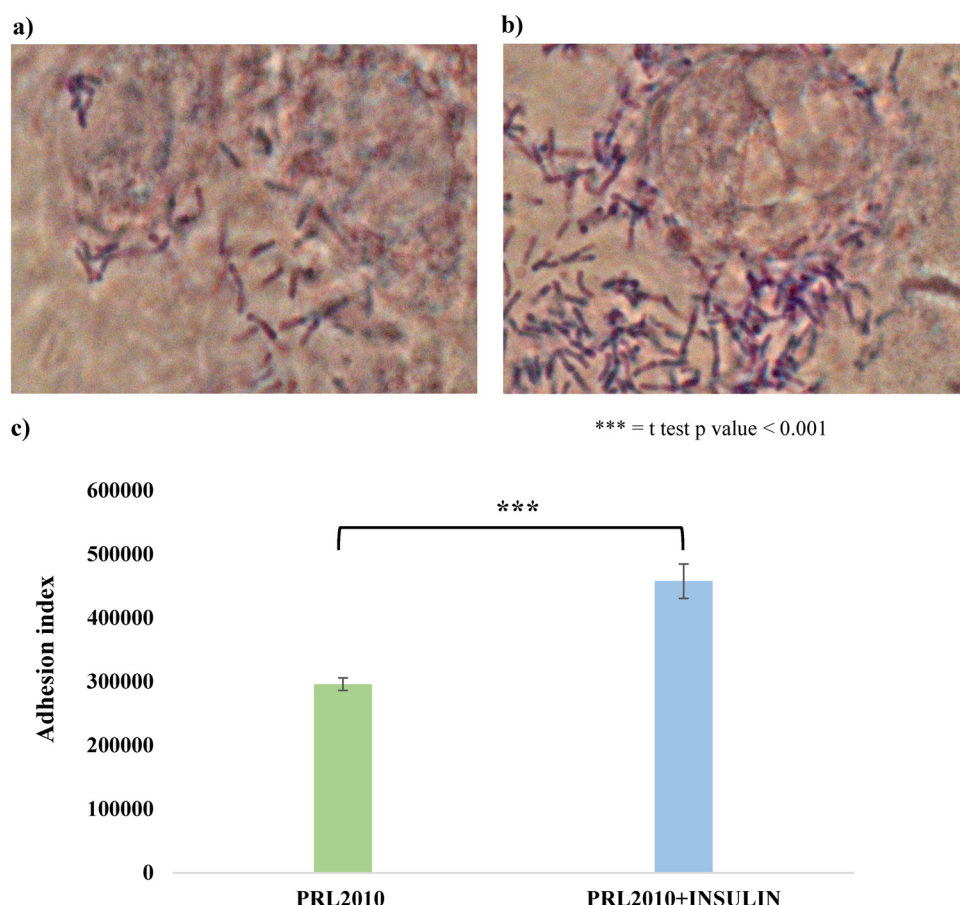 a)
b)
c)
*** = t test p value < 0.001
600000
***
500000
400000
300000
200000
100000
0
Adhesion index
PRL2010
PRL2010+INSULIN